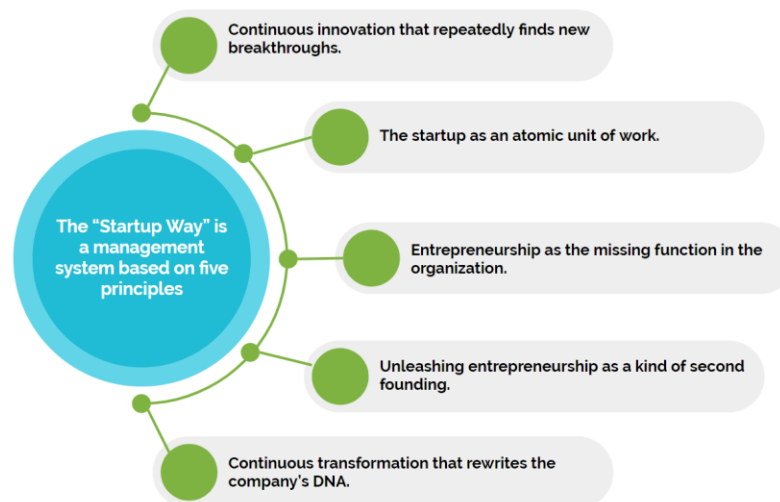 Continuous innovation that repeatedly finds new
breakthroughs.
The startup as an atomic unit of work.
The “Startup Way” is
a management
system based on five
principles
Entrepreneurship as the missing function in the
organization.
Unleashing entrepreneurship as a kind of second
founding.
Continuous transformation that rewrites the
company’s DNA.